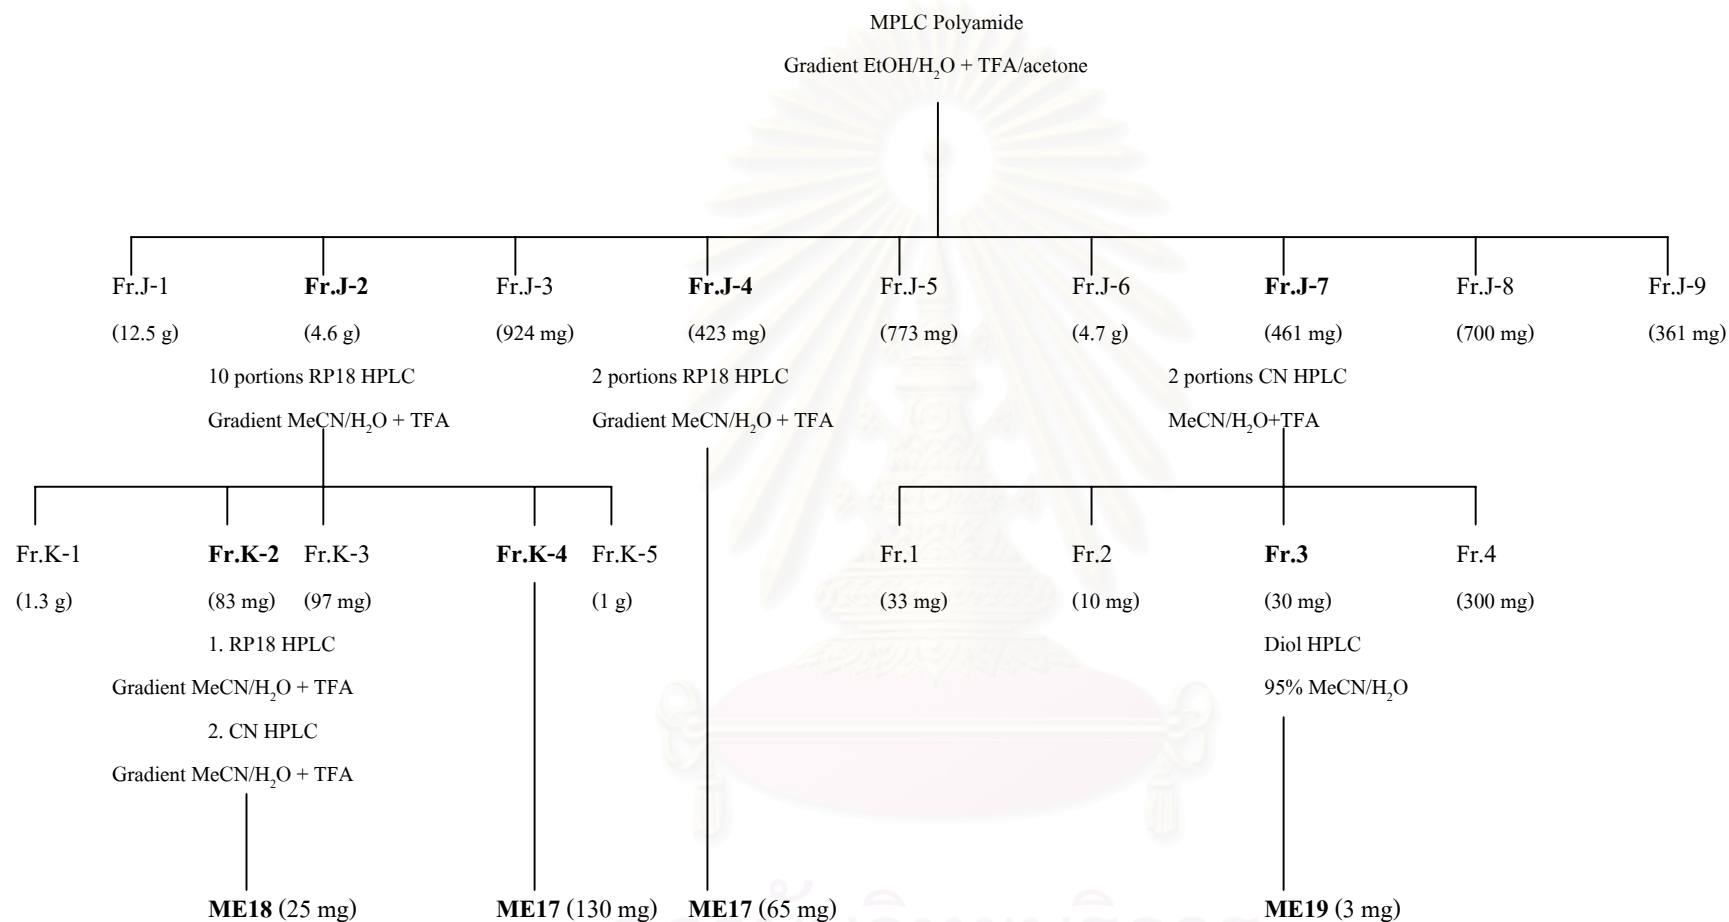 MPLC Polyamide
Gradient EtOH/H₂O + TFA/acetone
Fr.J-1 Fr.J-2 Fr.J-3 Fr.J-4 Fr.J-5 Fr.J-6 Fr.J-7 Fr.J-8 Fr.J-9
(12.5 g) (4.6 g) (924 mg) (423 mg) (773 mg) (4.7 g) (461 mg) (700 mg) (361 mg)
10 portions RP18 HPLC 2 portions RP18 HPLC 2 portions CN HPLC
Gradient MeCN/H₂O + TFA Gradient MeCN/H₂O + TFA MeCN/H₂O+TFA
Fr.K-1 Fr.K-2 Fr.K-3 Fr.K-4 Fr.K-5 Fr.1 Fr.2 Fr.3 Fr.4
(1.3 g) (83 mg) (97 mg) (1 g) (33 mg) (10 mg) (30 mg) (300 mg)
1. RP18 HPLC Diol HPLC
Gradient MeCN/H₂O + TFA 95% MeCN/H₂O
2. CN HPLC
Gradient MeCN/H₂O + TFA
ME18 (25 mg) ME17 (130 mg) ME17 (65 mg) ME19 (3 mg)